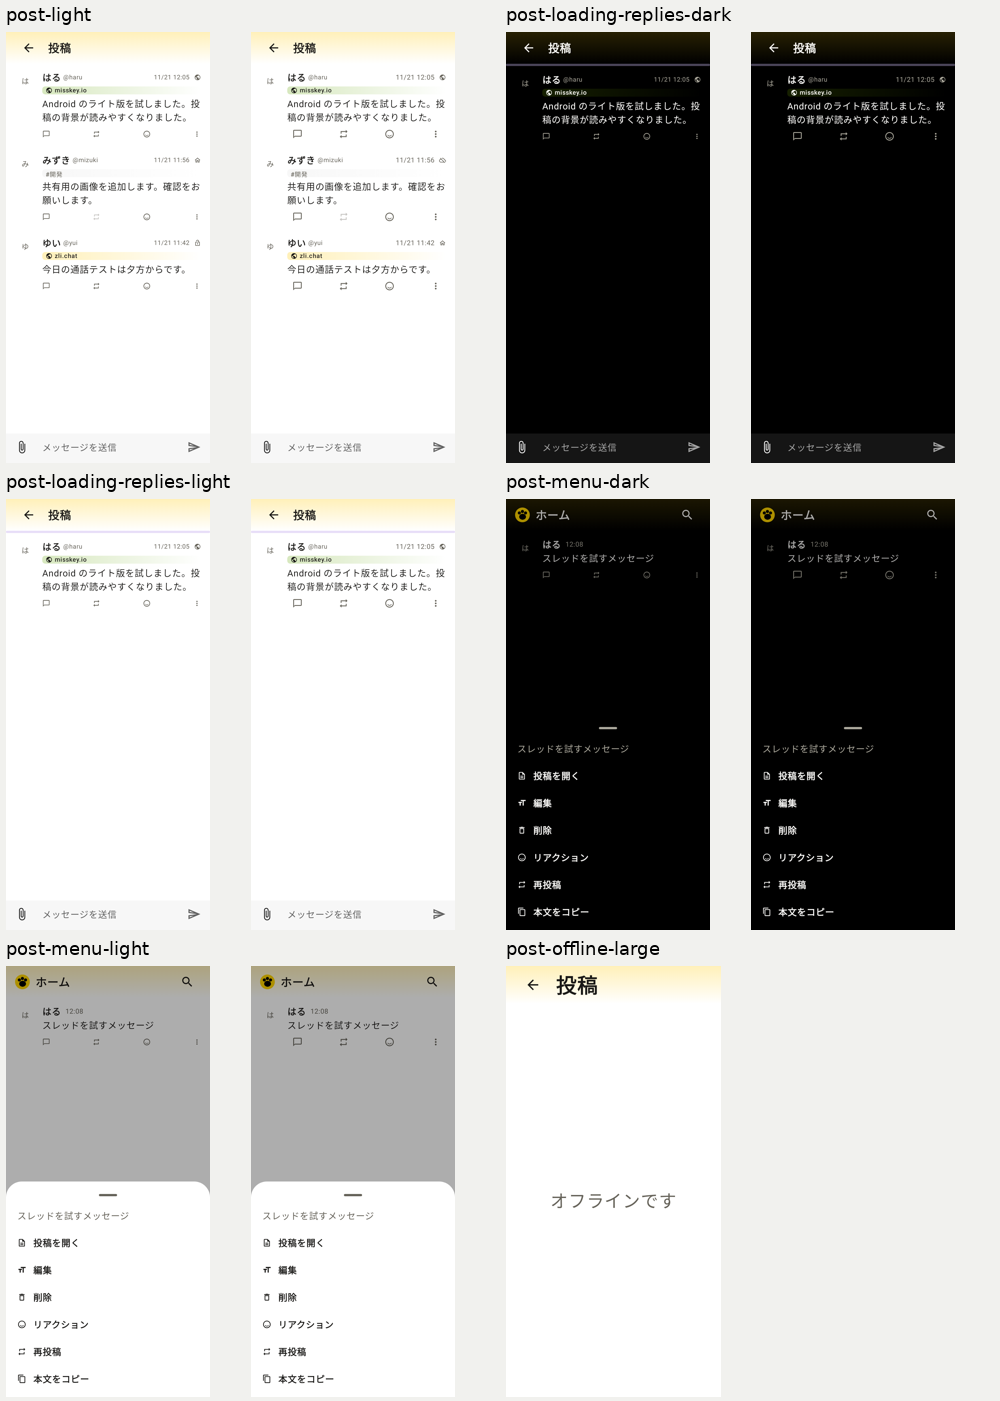 post-light
投稿
は
はる @haru 11/21 12:05
misskey.io
Android のライト版を試しました。投
稿の背景が読みやすくなりました。
み
みずき @mizuki 11/21 11:56
#開発
共有用の画像を追加します。確認をお
願いします。
ゆ
ゆい @yui 11/21 11:42
zli.chat
今日の通話テストは夕方からです。
メッセージを送信
投稿
は
はる @haru 11/21 12:05
misskey.io
Android のライト版を試しました。投
稿の背景が読みやすくなりました。
み
みずき @mizuki 11/21 11:56
#開発
共有用の画像を追加します。確認をお
願いします。
ゆ
ゆい @yui 11/21 11:42
zli.chat
今日の通話テストは夕方からです。
メッセージを送信
post-loading-replies-dark
投稿
は
はる @haru 11/21 12:05
misskey.io
Android のライト版を試しました。投
稿の背景が読みやすくなりました。
メッセージを送信
投稿
は
はる @haru 11/21 12:05
misskey.io
Android のライト版を試しました。投
稿の背景が読みやすくなりました。
メッセージを送信
post-loading-replies-light
投稿
は
はる @haru 11/21 12:05
misskey.io
Android のライト版を試しました。投
稿の背景が読みやすくなりました。
メッセージを送信
投稿
は
はる @haru 11/21 12:05
misskey.io
Android のライト版を試しました。投
稿の背景が読みやすくなりました。
メッセージを送信
post-menu-dark
ホーム
は
はる 12:08
スレッドを試すメッセージ
スレッドを試すメッセージ
投稿を開く
編集
削除
リアクション
再投稿
本文をコピー
ホーム
は
はる 12:08
スレッドを試すメッセージ
スレッドを試すメッセージ
投稿を開く
編集
削除
リアクション
再投稿
本文をコピー
post-menu-light
ホーム
は
はる 12:08
スレッドを試すメッセージ
スレッドを試すメッセージ
投稿を開く
編集
削除
リアクション
再投稿
本文をコピー
ホーム
は
はる 12:08
スレッドを試すメッセージ
スレッドを試すメッセージ
投稿を開く
編集
削除
リアクション
再投稿
本文をコピー
post-offline-large
投稿
オフラインです